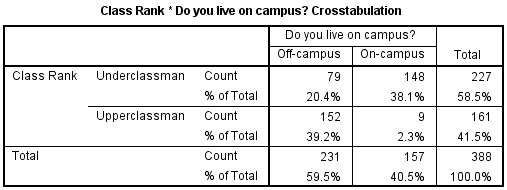 Class Rank * Do you live on campus? Crosstabulation
Do you live on campus?
Off-campus On-campus Total
Class Rank Underclassman Count 79 148 227
% of Total 20.4% 38.1% 58.5%
Upperclassman Count 152 9 161
% of Total 39.2% 2.3% 41.5%
Total Count 231 157 388
% of Total 59.5% 40.5% 100.0%